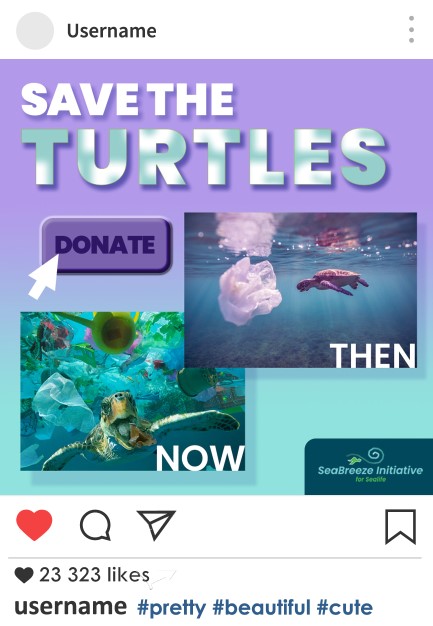 Username
SAVE THE
TURTLES
DONATE
THEN
NOW
SeaBreeze Initiative
for Sealife
23 323 likes
username #pretty #beautiful #cute